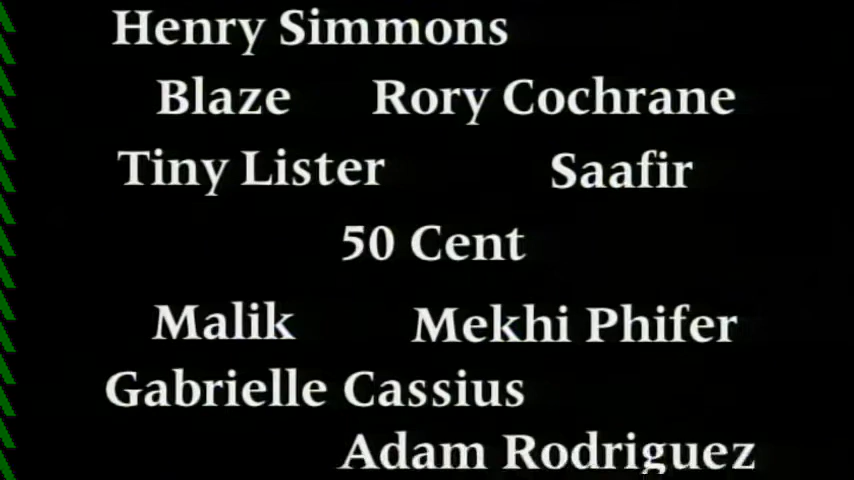 Henry Simmons
Blaze Rory Cochrane
Tiny Lister Saafir
50 Cent
Malik Mekhi Phifer
Gabrielle Cassius
Adam Rodriguez